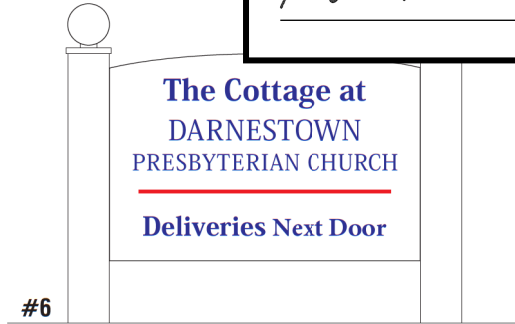 The Cottage at
DARNESTOWN
PRESBYTERIAN CHURCH
Deliveries Next Door
#6